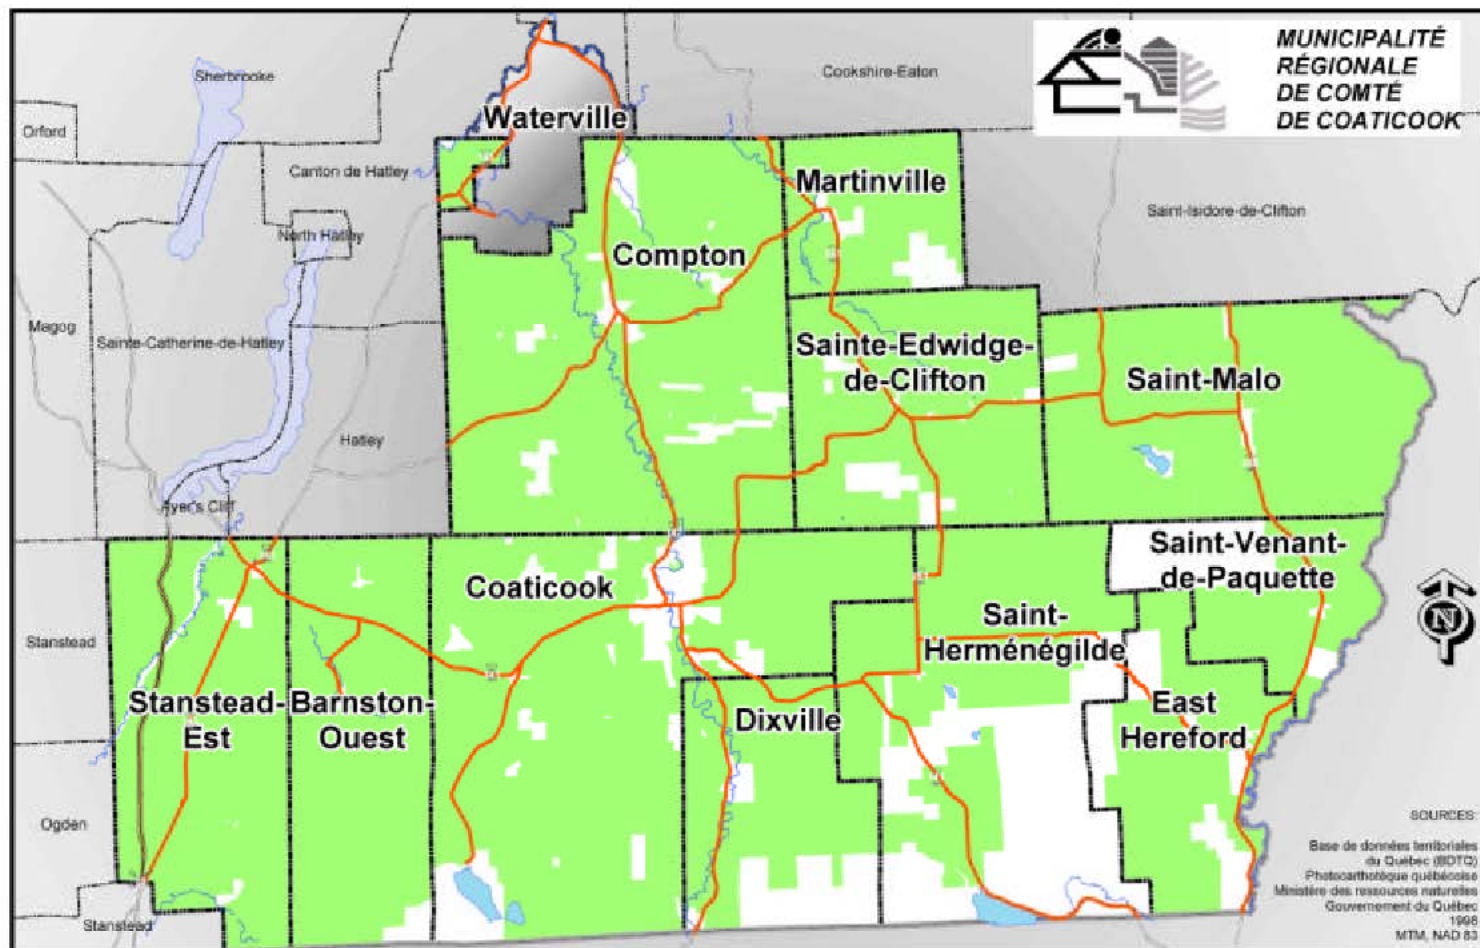 MUNICIPALITÉ
RÉGIONALE
DE COMTÉ
DE COATICOOK
Sherbrooke
Cookshire-Eaton
Orford
Waterville
Canton de Hatley
Martinville
Saint-Isidore-de-Clifton
North Hatley
Compton
Magog
Sainte-Catherine-de-Hatley
Sainte-Edwidge-
de-Clifton
Saint-Malo
Hatley
Ayer's Cliff
Saint-Venant-
de-Paquette
Coaticook
Stanstead
Saint-
Herménégilde
N
Stanstead-
Est
Barnston-
Ouest
Dixville
East
Hereford
Ogden
Stanstead
SOURCES:
Base de données territoriales
du Québec (BDTQ)
Photocarthotèque québécoise
Ministère des ressources naturelles
Gouvernement du Québec
1998
MTM, NAD 83